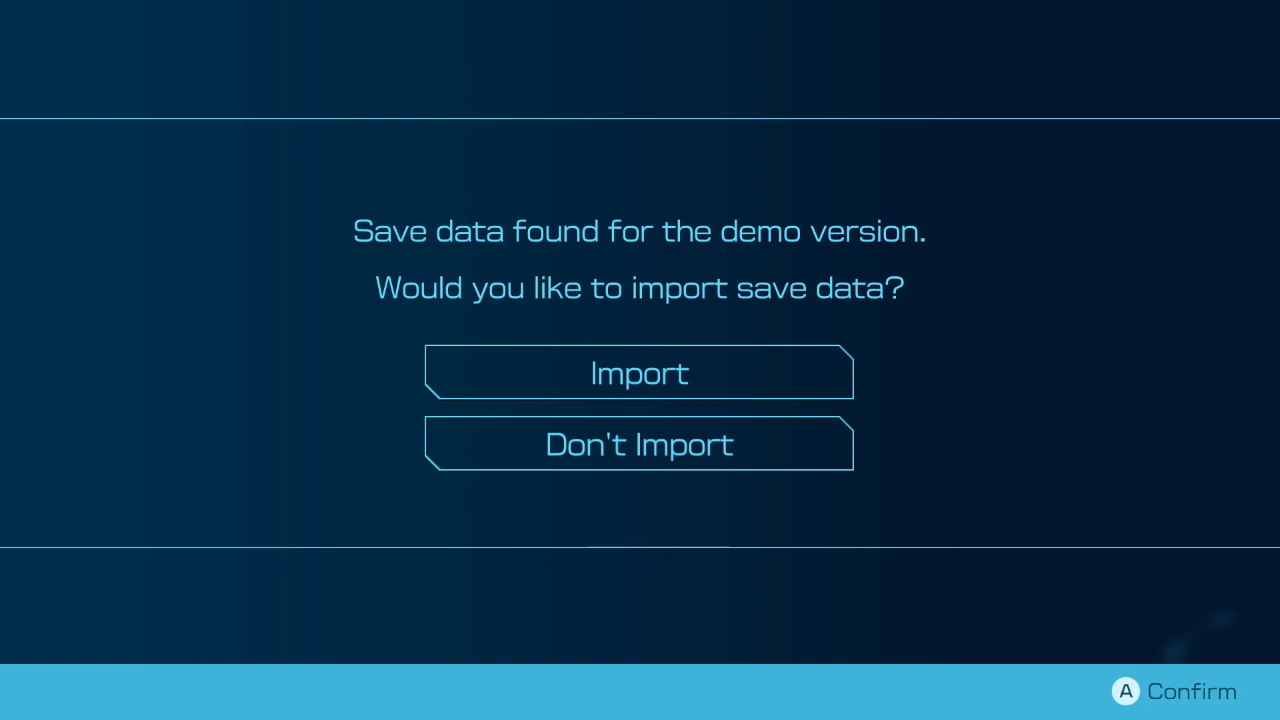 Save data found for the demo version.
Would you like to import save data?
Import
Don't Import
A Confirm